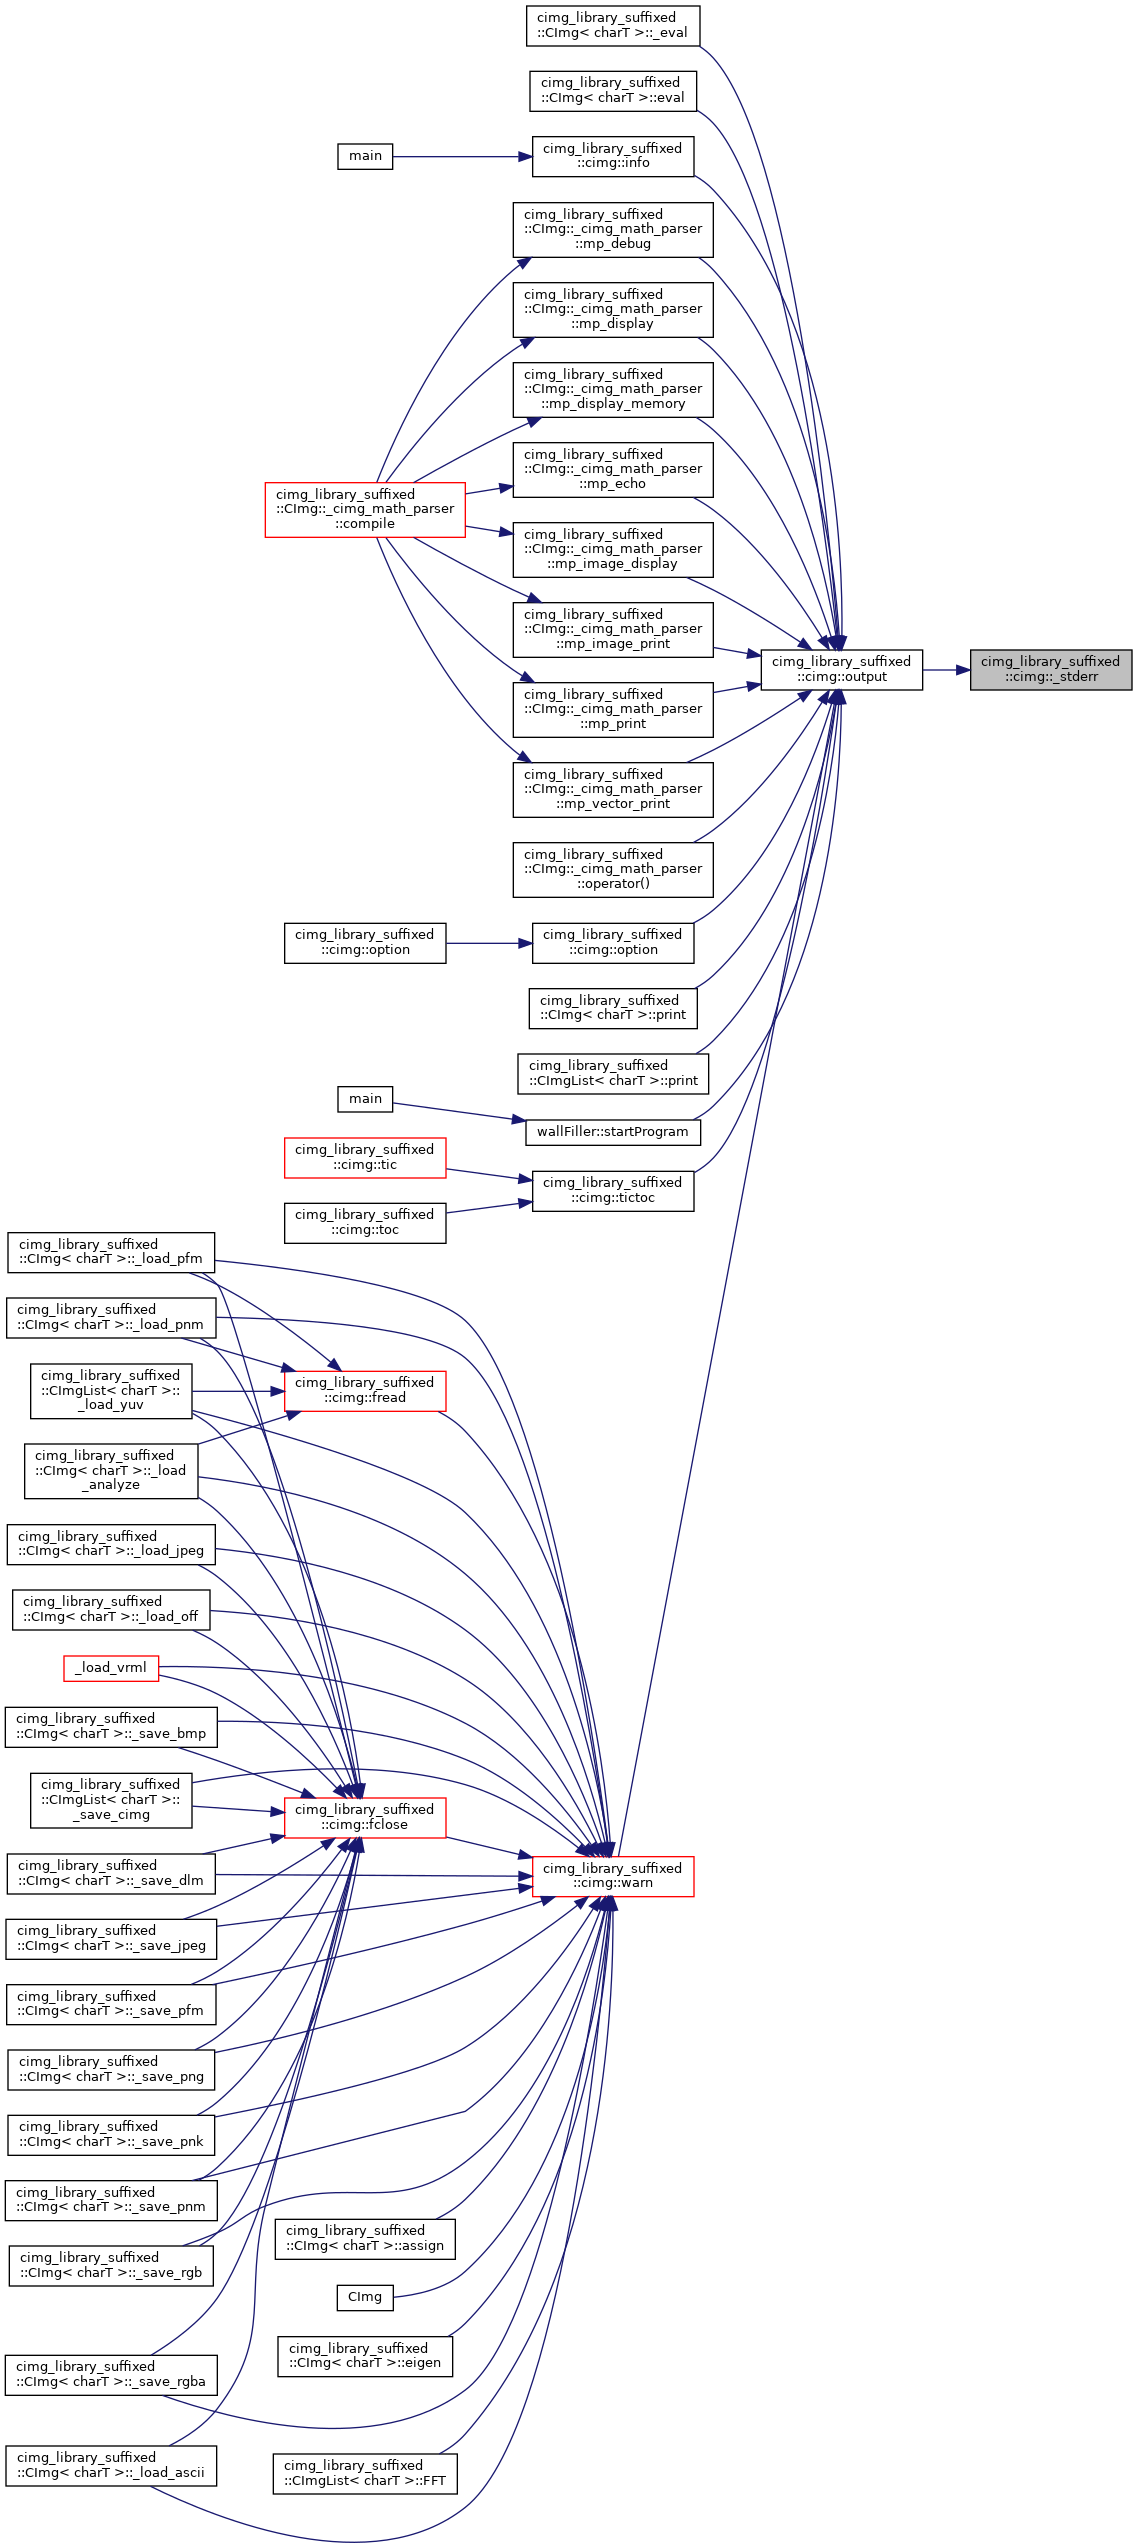 cimg_library_suffixed
::CImg< charT >::_eval
cimg_library_suffixed
::CImg< charT >::eval
main
cimg_library_suffixed
::cimg::info
cimg_library_suffixed
::CImg::_cimg_math_parser
::mp_debug
cimg_library_suffixed
::CImg::_cimg_math_parser
::mp_display
cimg_library_suffixed
::CImg::_cimg_math_parser
::mp_display_memory
cimg_library_suffixed
::CImg::_cimg_math_parser
::mp_echo
cimg_library_suffixed
::CImg::_cimg_math_parser
::compile
cimg_library_suffixed
::CImg::_cimg_math_parser
::mp_image_display
cimg_library_suffixed
::CImg::_cimg_math_parser
::mp_image_print
cimg_library_suffixed
::cimg::output
cimg_library_suffixed
::cimg::_stderr
cimg_library_suffixed
::CImg::_cimg_math_parser
::mp_print
cimg_library_suffixed
::CImg::_cimg_math_parser
::mp_vector_print
cimg_library_suffixed
::CImg::_cimg_math_parser
::operator()
cimg_library_suffixed
::cimg::option
cimg_library_suffixed
::cimg::option
cimg_library_suffixed
::CImg< charT >::print
cimg_library_suffixed
::CImgList< charT >::print
main
wallFiller::startProgram
cimg_library_suffixed
::cimg::tic
cimg_library_suffixed
::cimg::tictoc
cimg_library_suffixed
::cimg::toc
cimg_library_suffixed
::CImg< charT >::_load_pfm
cimg_library_suffixed
::CImg< charT >::_load_pnm
cimg_library_suffixed
::CImgList< charT >::
_load_yuv
cimg_library_suffixed
::cimg::fread
cimg_library_suffixed
::CImg< charT >::_load
_analyze
cimg_library_suffixed
::CImg< charT >::_load_jpeg
cimg_library_suffixed
::CImg< charT >::_load_off
_load_vrml
cimg_library_suffixed
::CImg< charT >::_save_bmp
cimg_library_suffixed
::CImgList< charT >::
_save_cimg
cimg_library_suffixed
::cimg::fclose
cimg_library_suffixed
::CImg< charT >::_save_dlm
cimg_library_suffixed
::cimg::warn
cimg_library_suffixed
::CImg< charT >::_save_jpeg
cimg_library_suffixed
::CImg< charT >::_save_pfm
cimg_library_suffixed
::CImg< charT >::_save_png
cimg_library_suffixed
::CImg< charT >::_save_pnk
cimg_library_suffixed
::CImg< charT >::_save_pnm
cimg_library_suffixed
::CImg< charT >::assign
cimg_library_suffixed
::CImg< charT >::_save_rgb
CImg
cimg_library_suffixed
::CImg< charT >::eigen
cimg_library_suffixed
::CImg< charT >::_save_rgba
cimg_library_suffixed
::CImg< charT >::_load_ascii
cimg_library_suffixed
::CImgList< charT >::FFT